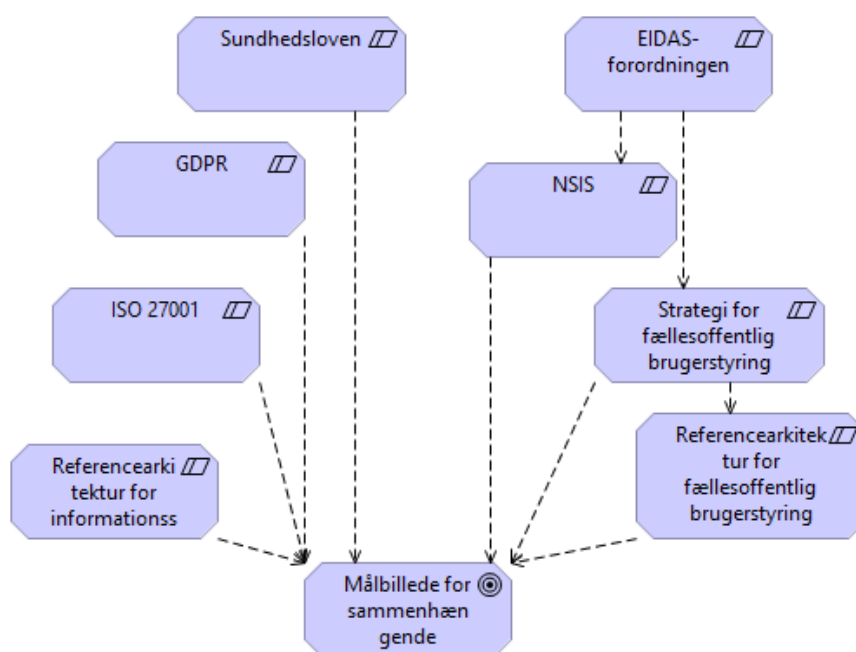 Sundhedsloven
EIDAS-
forordningen
GDPR
NSIS
ISO 27001
Strategi for
fællesoffentlig
brugerstyring
Referencearki
tektur for
informationss
Referencearkitek
tur for
fællesoffentlig
brugerstyring
Målbillede for
sammenhæn
gende